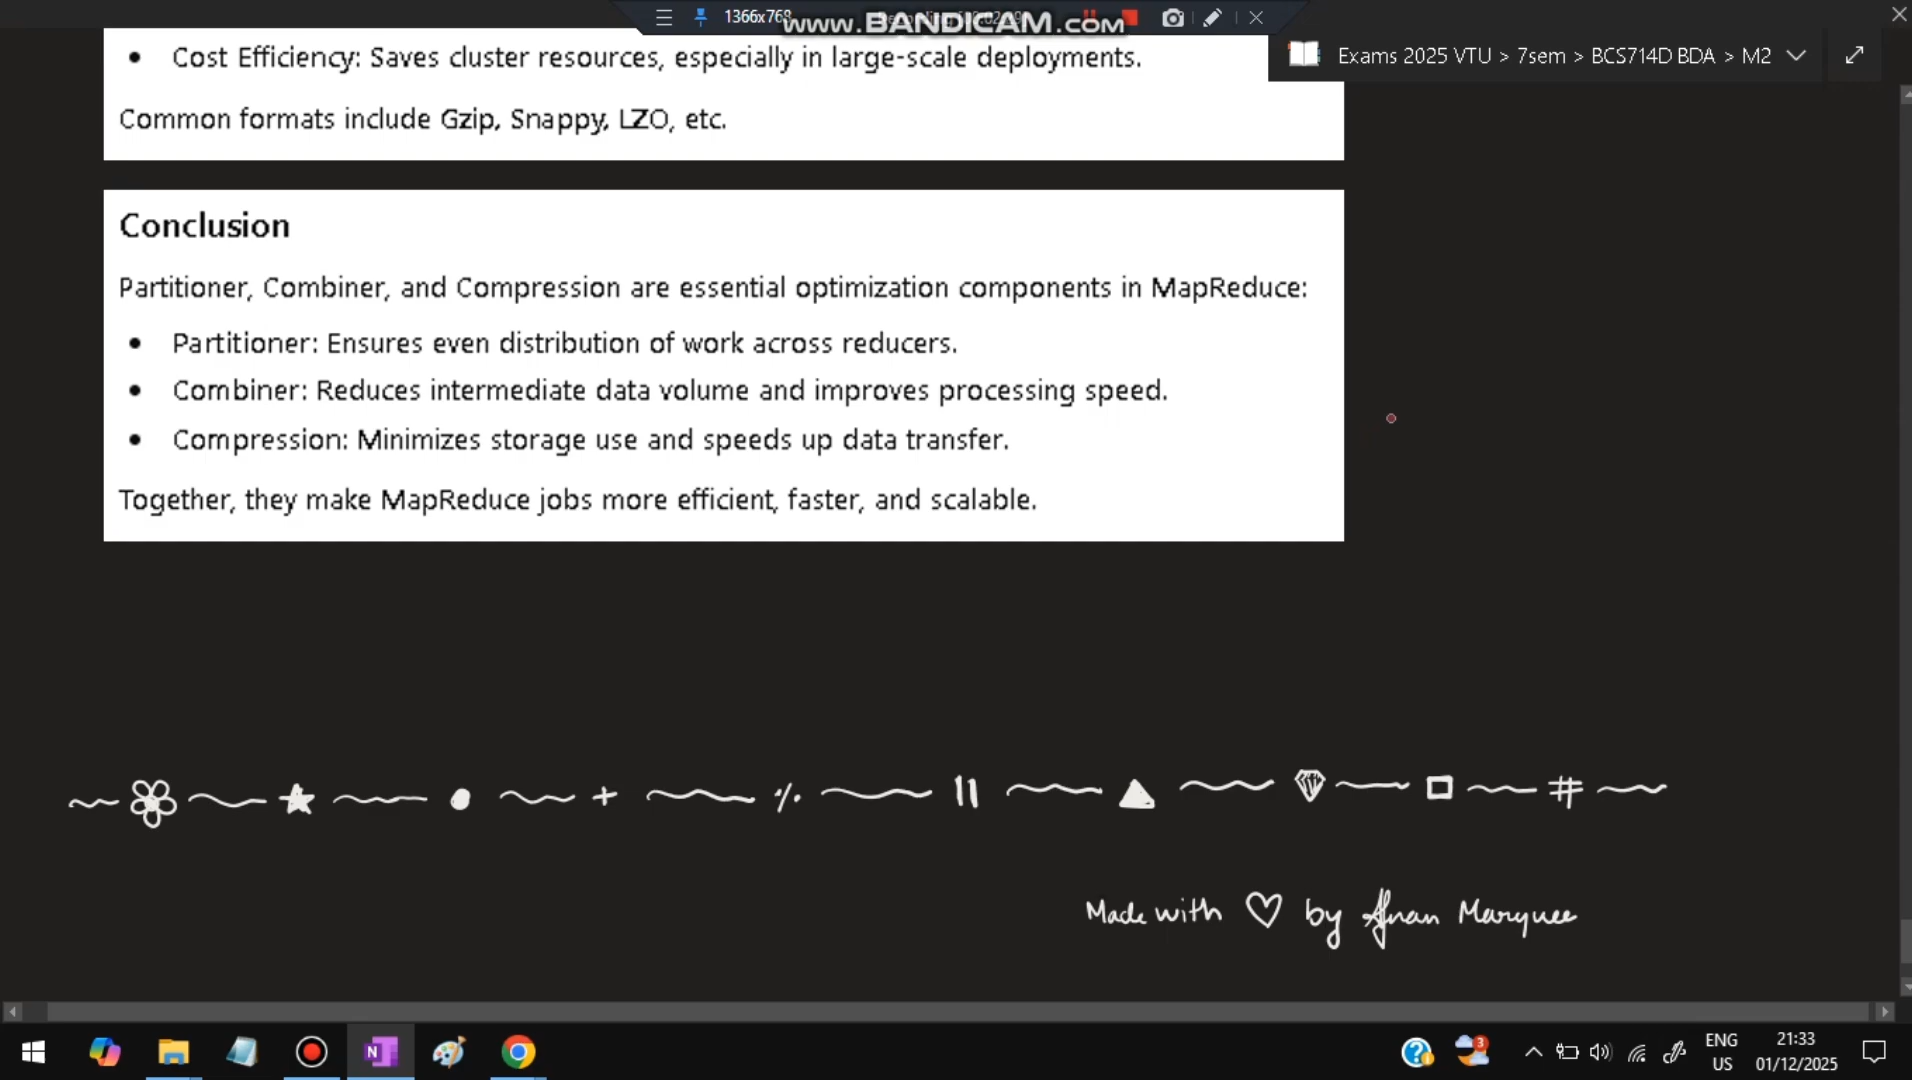 1366x768
www.BANDICAM.com
Exams 2025 VTU > 7sem > BCS714D BDA > M2
• Cost Efficiency: Saves cluster resources, especially in large-scale deployments.
Common formats include Gzip, Snappy, LZO, etc.
Conclusion
Partitioner, Combiner, and Compression are essential optimization components in MapReduce:
• Partitioner: Ensures even distribution of work across reducers.
• Combiner: Reduces intermediate data volume and improves processing speed.
• Compression: Minimizes storage use and speeds up data transfer.
Together, they make MapReduce jobs more efficient, faster, and scalable.
Made with ♡ by Afnan Marquee
N
3
ENG
US
21:33
01/12/2025